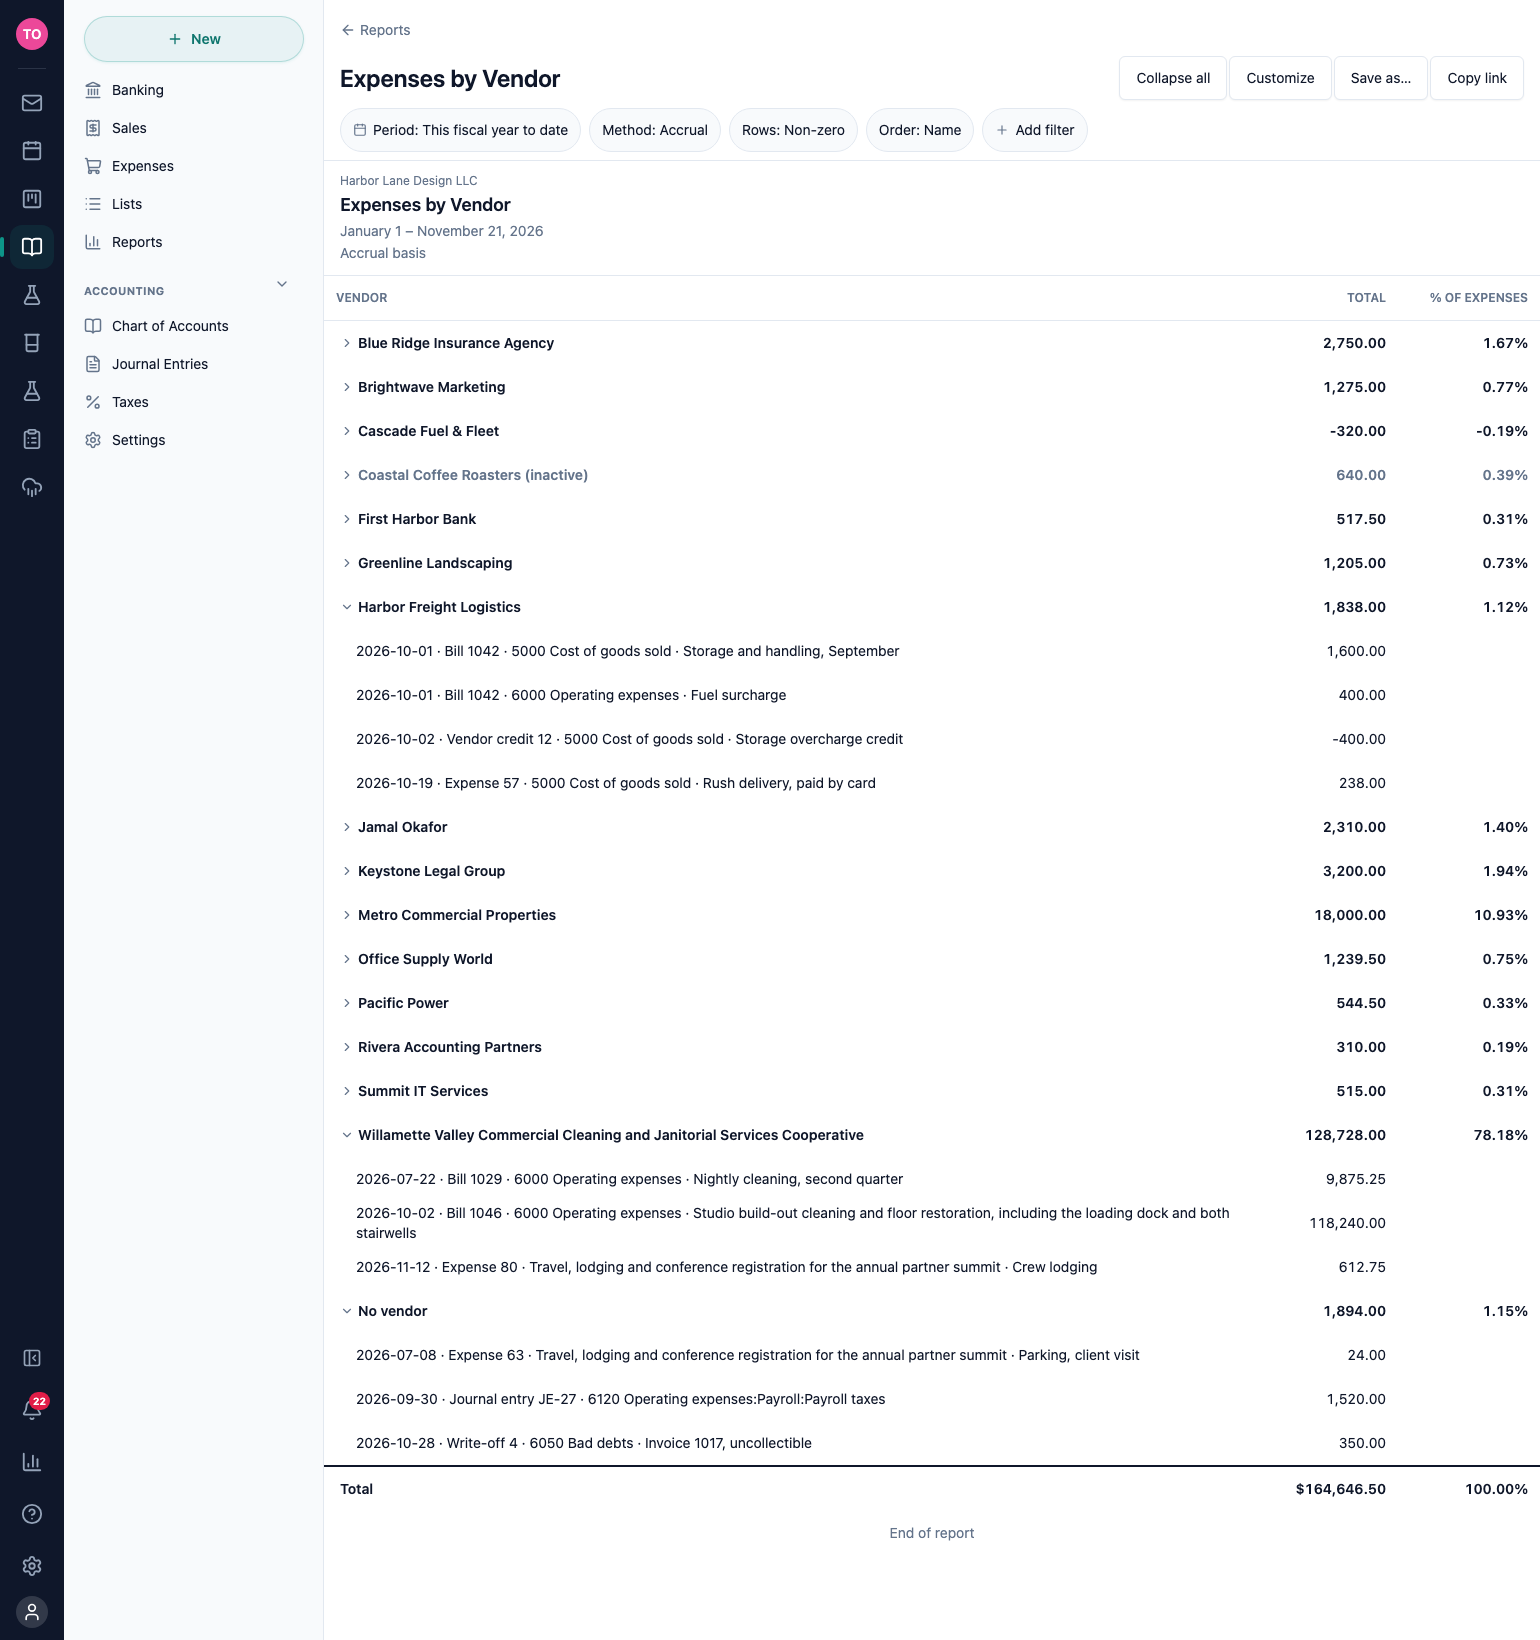 TO
New
Banking
Sales
Expenses
Lists
Reports
ACCOUNTING
Chart of Accounts
Journal Entries
Taxes
Settings
22
Reports
Expenses by Vendor
Collapse all
Customize
Save as...
Copy link
Period: This fiscal year to date
Method: Accrual
Rows: Non-zero
Order: Name
Add filter
Harbor Lane Design LLC
Expenses by Vendor
January 1 – November 21, 2026
Accrual basis
VENDOR TOTAL % OF EXPENSES
Blue Ridge Insurance Agency 2,750.00 1.67%
Brightwave Marketing 1,275.00 0.77%
Cascade Fuel & Fleet -320.00 -0.19%
Coastal Coffee Roasters (inactive) 640.00 0.39%
First Harbor Bank 517.50 0.31%
Greenline Landscaping 1,205.00 0.73%
Harbor Freight Logistics 1,838.00 1.12%
2026-10-01 · Bill 1042 · 5000 Cost of goods sold · Storage and handling, September 1,600.00
2026-10-01 · Bill 1042 · 6000 Operating expenses · Fuel surcharge 400.00
2026-10-02 · Vendor credit 12 · 5000 Cost of goods sold · Storage overcharge credit -400.00
2026-10-19 · Expense 57 · 5000 Cost of goods sold · Rush delivery, paid by card 238.00
Jamal Okafor 2,310.00 1.40%
Keystone Legal Group 3,200.00 1.94%
Metro Commercial Properties 18,000.00 10.93%
Office Supply World 1,239.50 0.75%
Pacific Power 544.50 0.33%
Rivera Accounting Partners 310.00 0.19%
Summit IT Services 515.00 0.31%
Willamette Valley Commercial Cleaning and Janitorial Services Cooperative 128,728.00 78.18%
2026-07-22 · Bill 1029 · 6000 Operating expenses · Nightly cleaning, second quarter 9,875.25
2026-10-02 · Bill 1046 · 6000 Operating expenses · Studio build-out cleaning and floor restoration, including the loading dock and both
stairwells 118,240.00
2026-11-12 · Expense 80 · Travel, lodging and conference registration for the annual partner summit · Crew lodging 612.75
No vendor 1,894.00 1.15%
2026-07-08 · Expense 63 · Travel, lodging and conference registration for the annual partner summit · Parking, client visit 24.00
2026-09-30 · Journal entry JE-27 · 6120 Operating expenses:Payroll:Payroll taxes 1,520.00
2026-10-28 · Write-off 4 · 6050 Bad debts · Invoice 1017, uncollectible 350.00
Total $164,646.50 100.00%
End of report